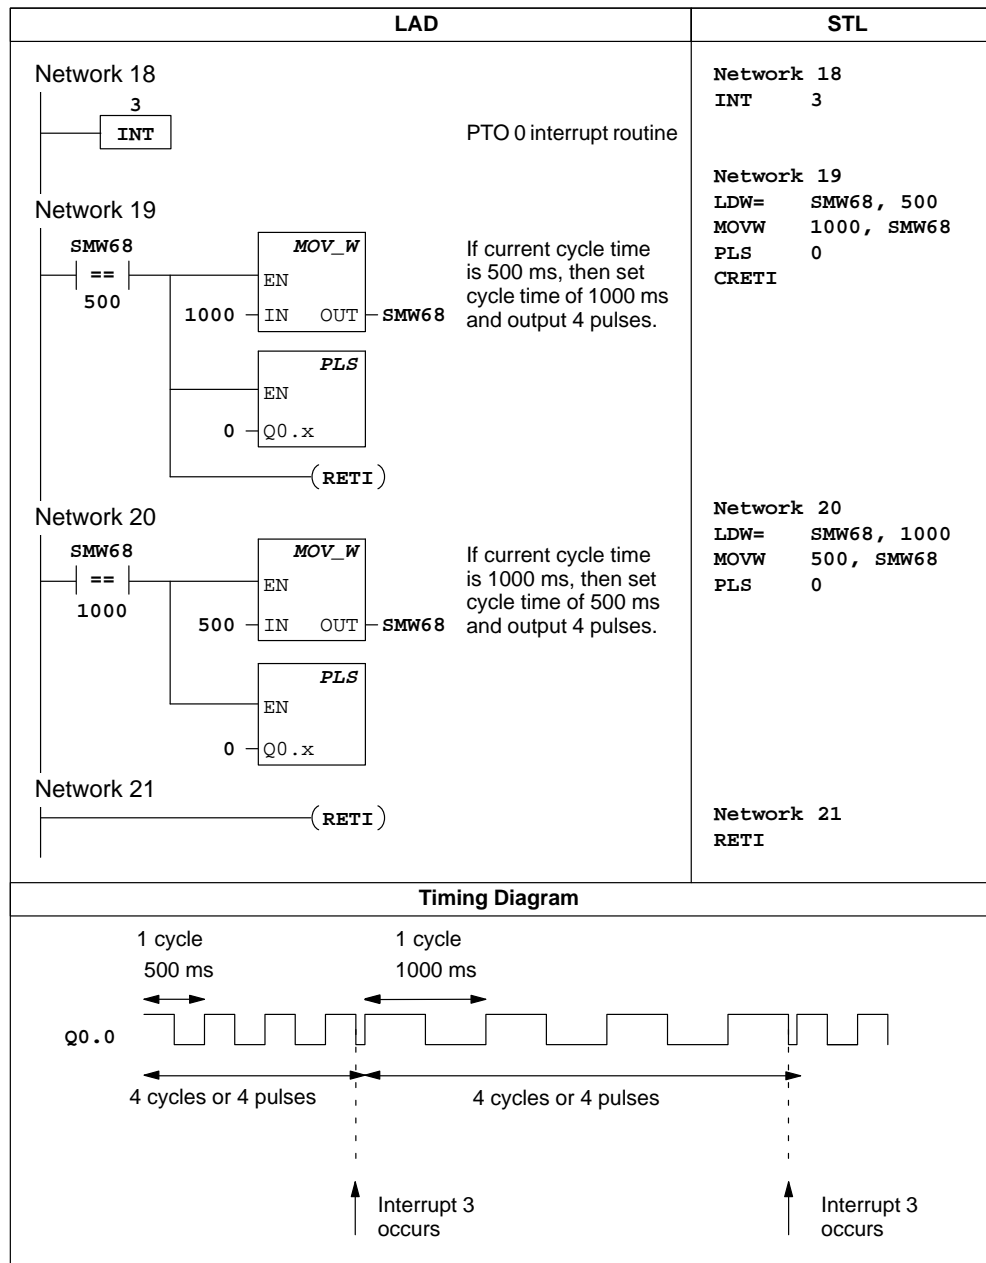 LAD
STL
Network 18
3
INT
PTO 0 interrupt routine
Network 19
SMW68
==
500
MOV_W
EN
1000
IN OUT
SMW68
If current cycle time
is 500 ms, then set
cycle time of 1000 ms
and output 4 pulses.
PLS
EN
0
Q0.x
(RETI)
Network 20
SMW68
==
1000
MOV_W
EN
500
IN OUT
SMW68
If current cycle time
is 1000 ms, then set
cycle time of 500 ms
and output 4 pulses.
PLS
EN
0
Q0.x
Network 21
(RETI)
Network 18
INT 3
Network 19
LDW= SMW68, 500
MOVW 1000, SMW68
PLS 0
CRETI
Network 20
LDW= SMW68, 1000
MOVW 500, SMW68
PLS 0
Network 21
RETI
Timing Diagram
1 cycle
500 ms
1 cycle
1000 ms
Q0.0
4 cycles or 4 pulses
4 cycles or 4 pulses
Interrupt 3
occurs
Interrupt 3
occurs